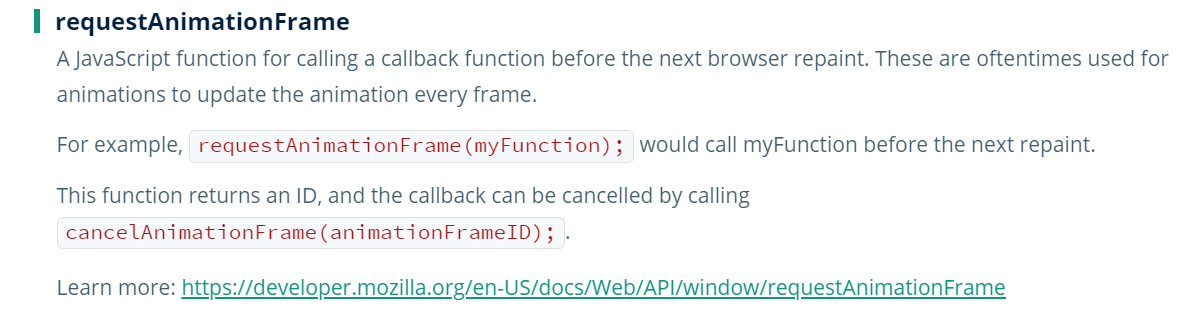 requestAnimationFrame
A JavaScript function for calling a callback function before the next browser repaint. These are oftentimes used for
animations to update the animation every frame.
For example, requestAnimationFrame(myFunction); would call myFunction before the next repaint.
This function returns an ID, and the callback can be cancelled by calling
cancelAnimationFrame(animationFrameID);.
Learn more: https://developer.mozilla.org/en-US/docs/Web/API/window/requestAnimationFrame